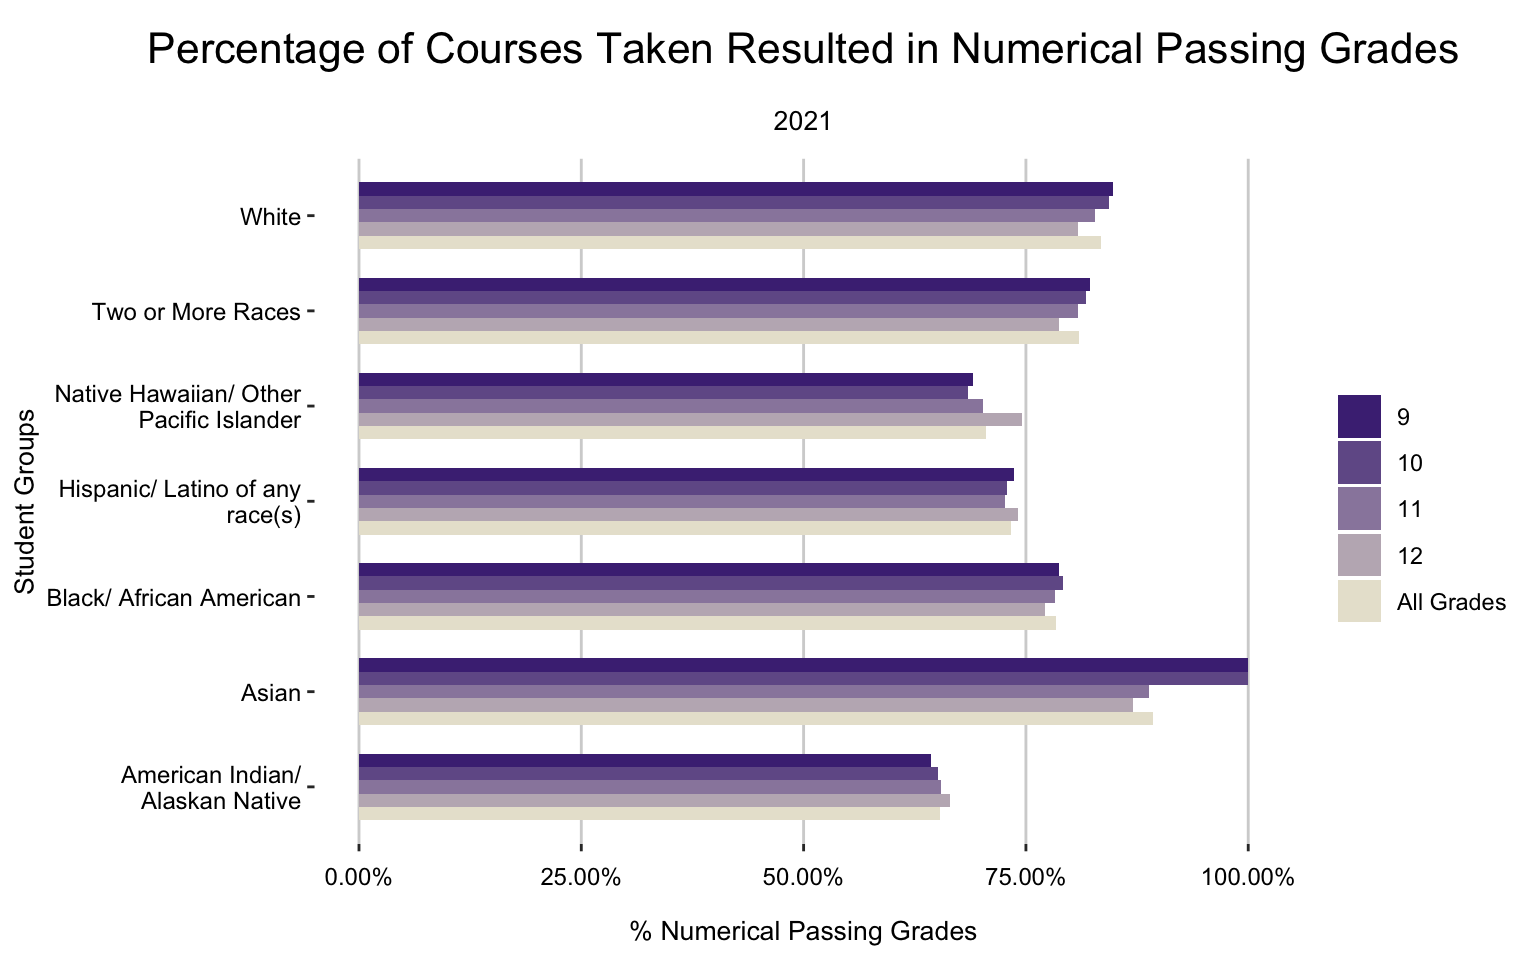 Percentage of Courses Taken Resulted in Numerical Passing Grades
2021
Student Groups
White
Two or More Races
Native Hawaiian/ Other
Pacific Islander
Hispanic/ Latino of any
race(s)
Black/ African American
Asian
American Indian/
Alaskan Native
0.00%
25.00%
50.00%
75.00%
100.00%
% Numerical Passing Grades
9
10
11
12
All Grades